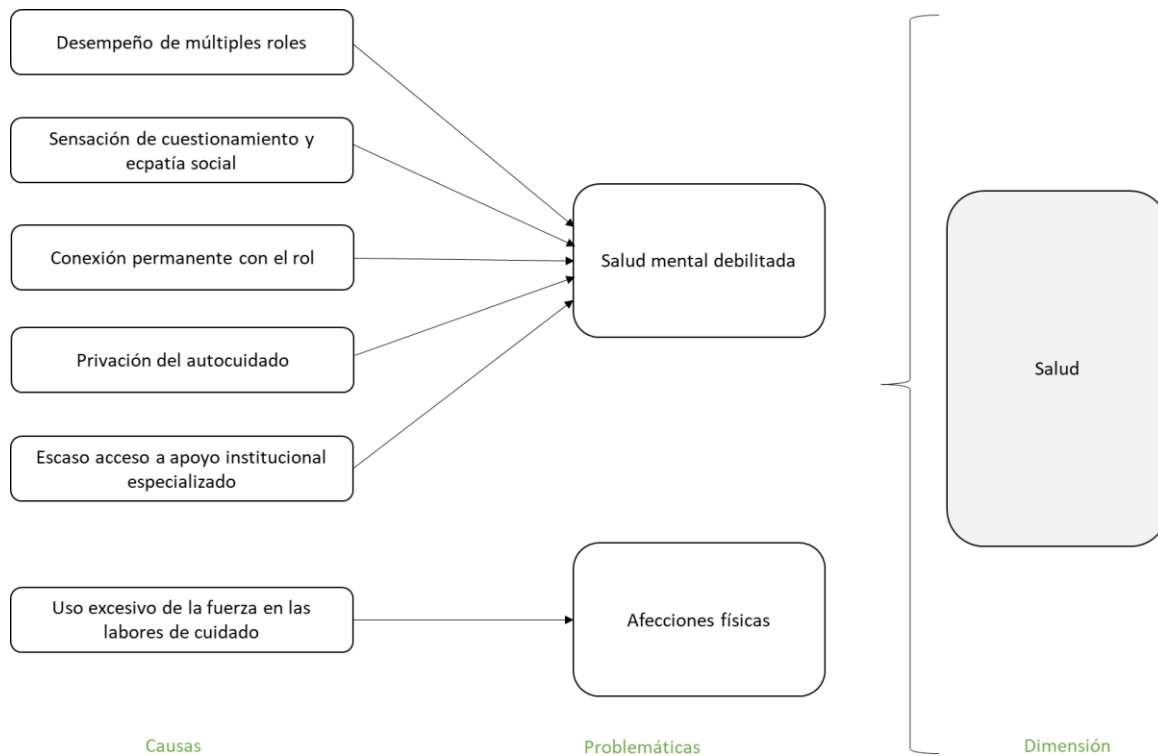 Desempeño de múltiples roles
Sensación de cuestionamiento y
ecpatía social
Conexión permanente con el rol
Privación del autocuidado
Escaso acceso a apoyo institucional
especializado
Uso excesivo de la fuerza en las
labores de cuidado
Salud mental debilitada
Afecciones físicas
Salud
Causas
Problemáticas
Dimensión